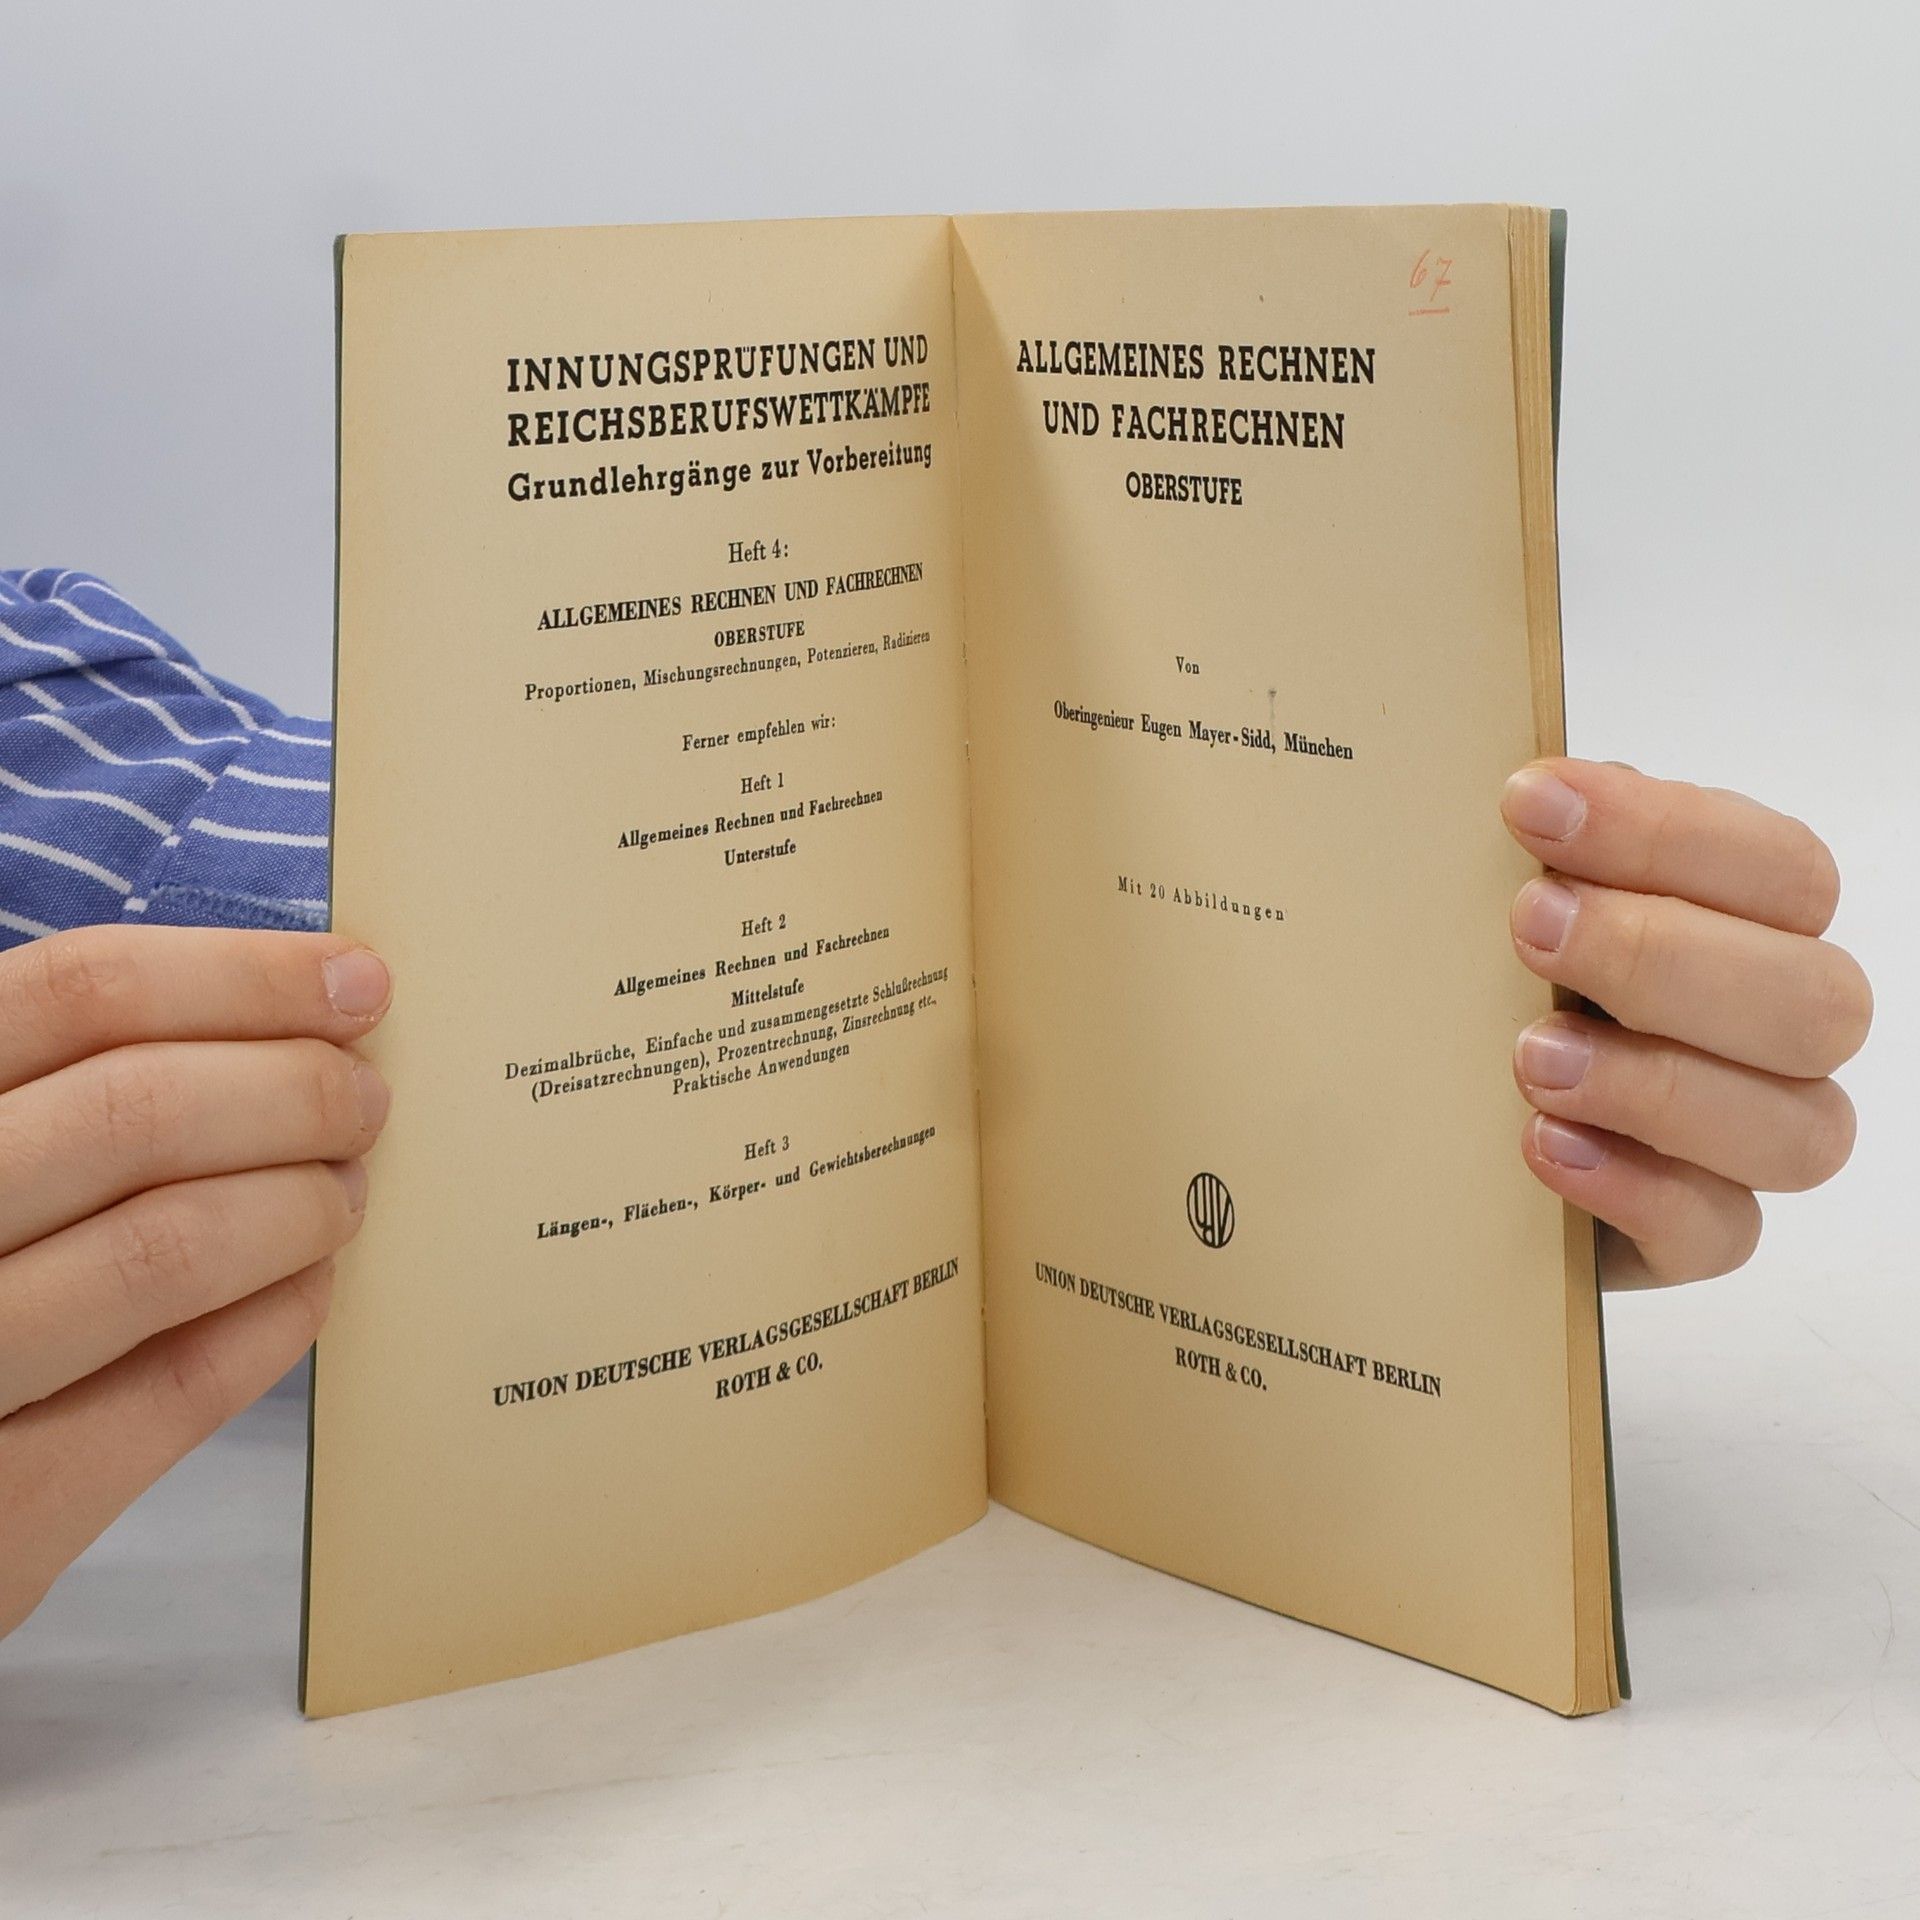 INNUNGSPRÜFUNGEN UND
REICHSBERUFSWETTKÄMPFE
Grundlehrgänge zur Vorbereitung
Heft 4:
ALLGEMEINES RECHNEN UND FACHRECHNEN
OBERSTUFE
Proportionen, Mischungsrechnungen, Potenzieren, Radizieren
Ferner empfehlen wir:
Heft 1
Allgemeines Rechnen und Fachrechnen
Unterstufe
Heft 2
Allgemeines Rechnen und Fachrechnen
Mittelstufe
Dezimalbrüche, Einfache und zusammengesetzte Schlußrechnung
(Dreisatzrechnungen), Prozentrechnung, Zinsrechnung etc.,
Praktische Anwendungen
Heft 3
Längen-, Flächen-, Körper- und Gewichtsberechnungen
UNION DEUTSCHE VERLAGSGESELLSCHAFT BERLIN
ROTH & CO.
67
ALLGEMEINES RECHNEN
UND FACHRECHNEN
OBERSTUFE
Von
Oberingenieur Eugen Mayer-Sidd, München
Mit 20 Abbildungen
UNION DEUTSCHE VERLAGSGESELLSCHAFT BERLIN
ROTH & CO.